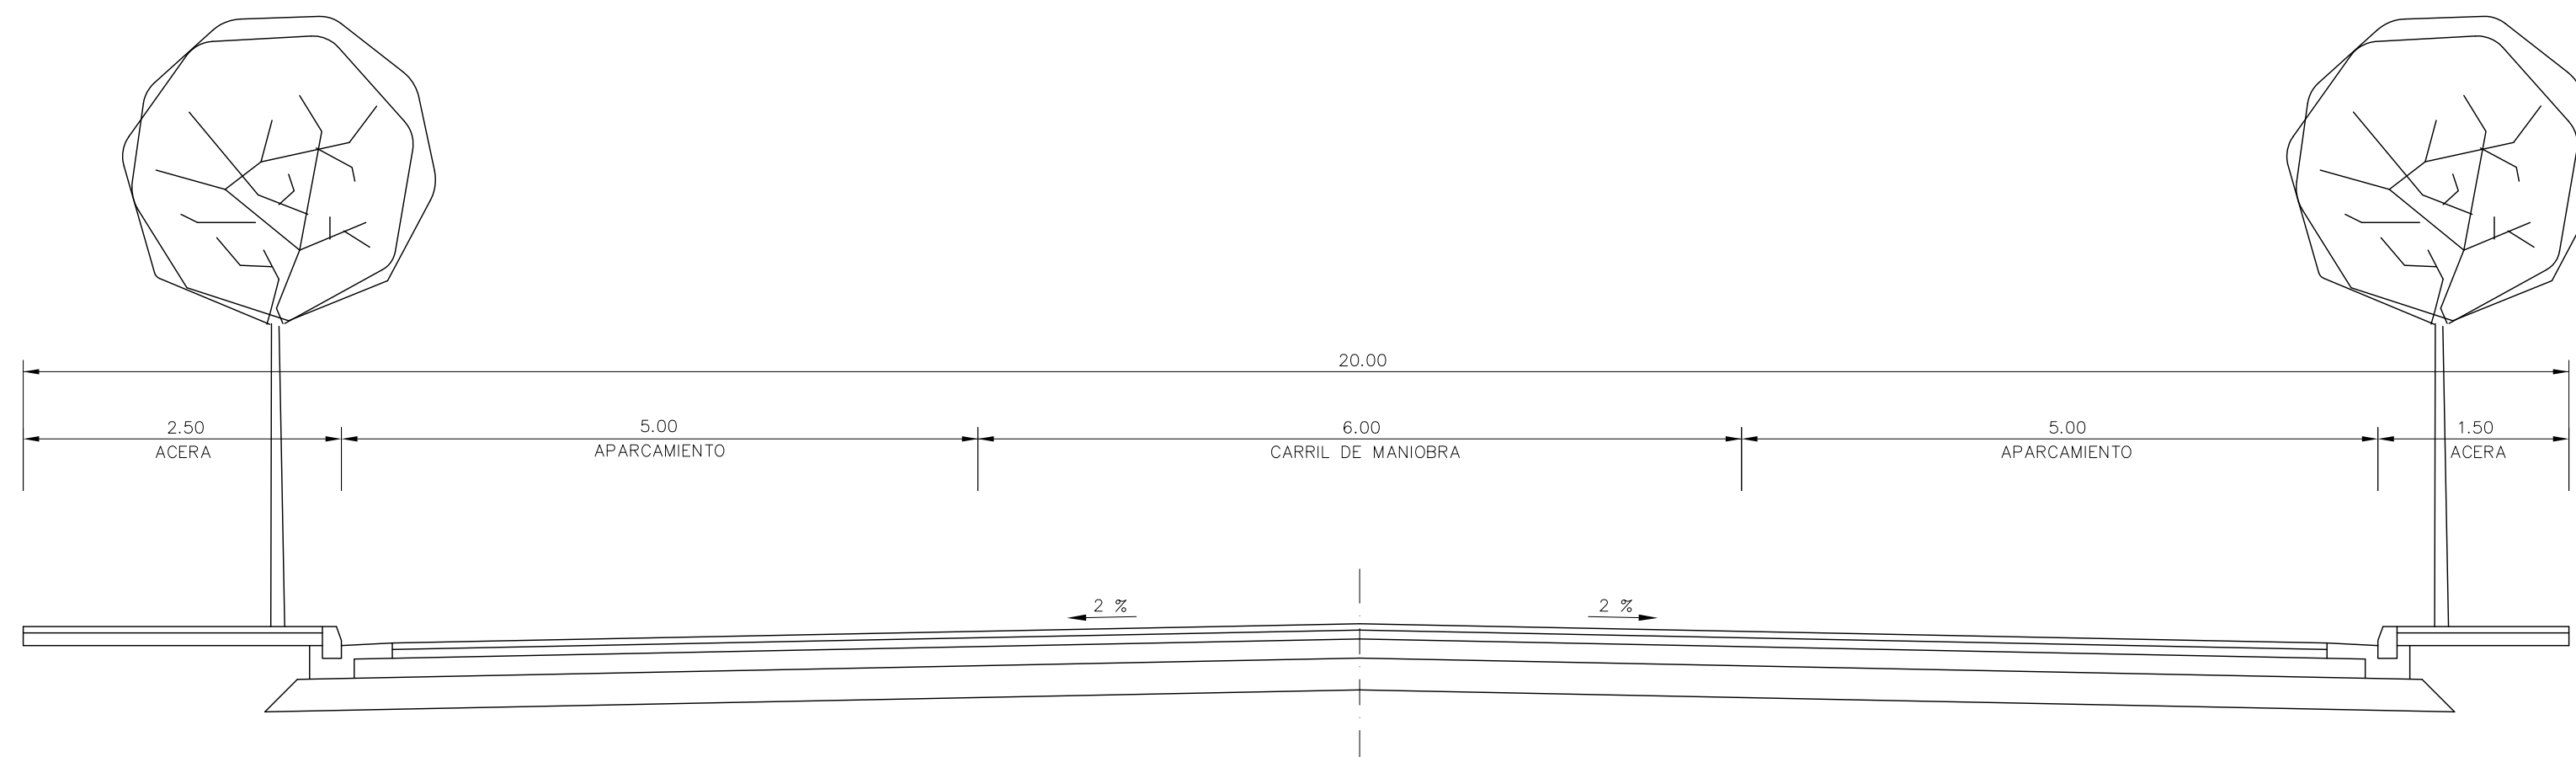 20.00
2.50 5.00 6.00 5.00 1.50
ACERA APARCAMIENTO CARRIL DE MANIOBRA APARCAMIENTO ACERA
2 % 2 %